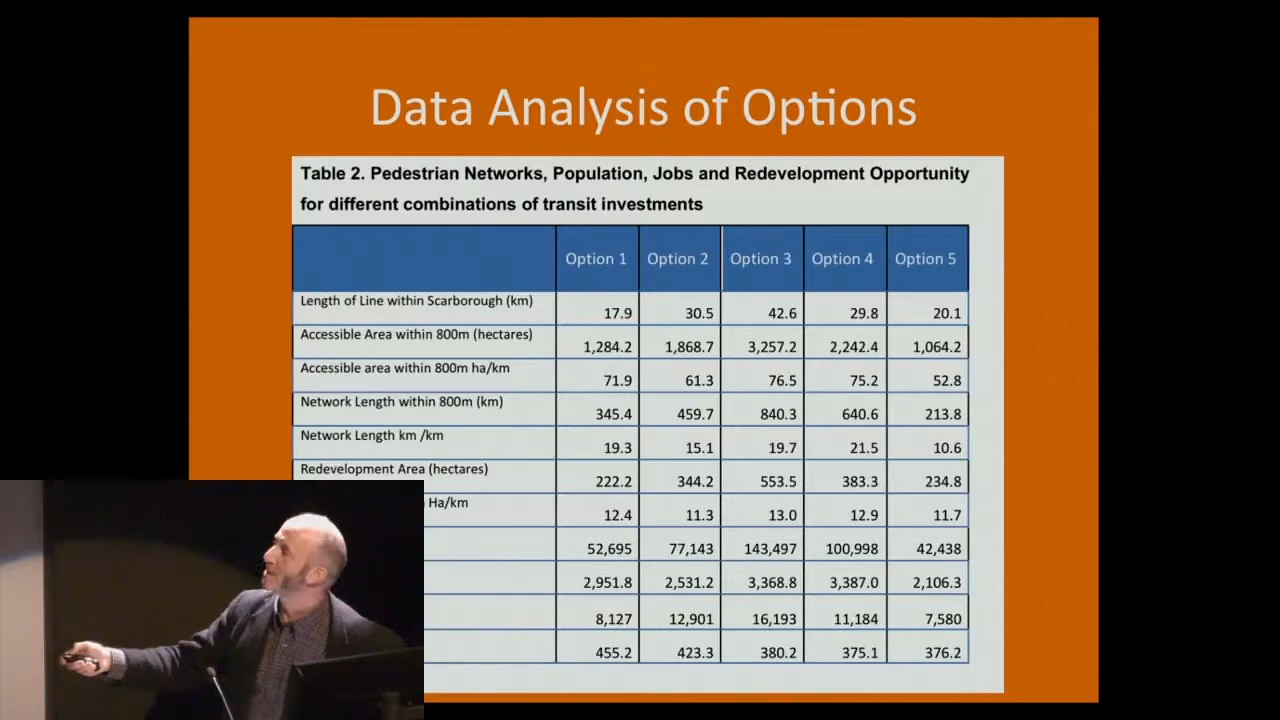 Data Analysis of Options
Table 2. Pedestrian Networks, Population, Jobs and Redevelopment Opportunity
for different combinations of transit investments
Option 1 Option 2 Option 3 Option 4 Option 5
Length of Line within Scarborough (km) 17.9 30.5 42.6 29.8 20.1
Accessible Area within 800m (hectares) 1,284.2 1,868.7 3,257.2 2,242.4 1,064.2
Accessible area within 800m ha/km 71.9 61.3 76.5 75.2 52.8
Network Length within 800m (km) 345.4 459.7 840.3 640.6 213.8
Network Length km /km 19.3 15.1 19.7 21.5 10.6
Redevelopment Area (hectares) 222.2 344.2 553.5 383.3 234.8
Ha/km 12.4 11.3 13.0 12.9 11.7
52,695 77,143 143,497 100,998 42,438
2,951.8 2,531.2 3,368.8 3,387.0 2,106.3
8,127 12,901 16,193 11,184 7,580
455.2 423.3 380.2 375.1 376.2